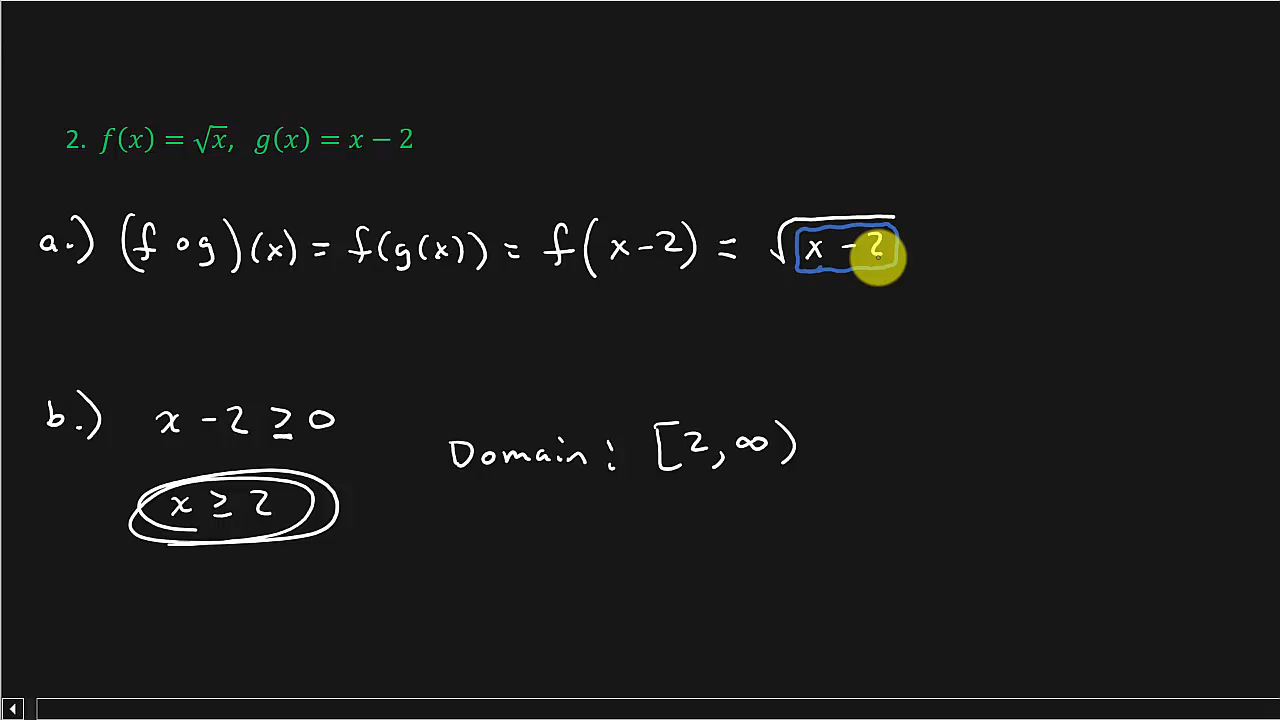 2. f(x) = √x, g(x) = x − 2
a.) (f ∘ g)(x) = f(g(x)) = f(x − 2) = √(x − 2)
b.) x − 2 ≥ 0
Domain: [2, ∞)
x ≥ 2